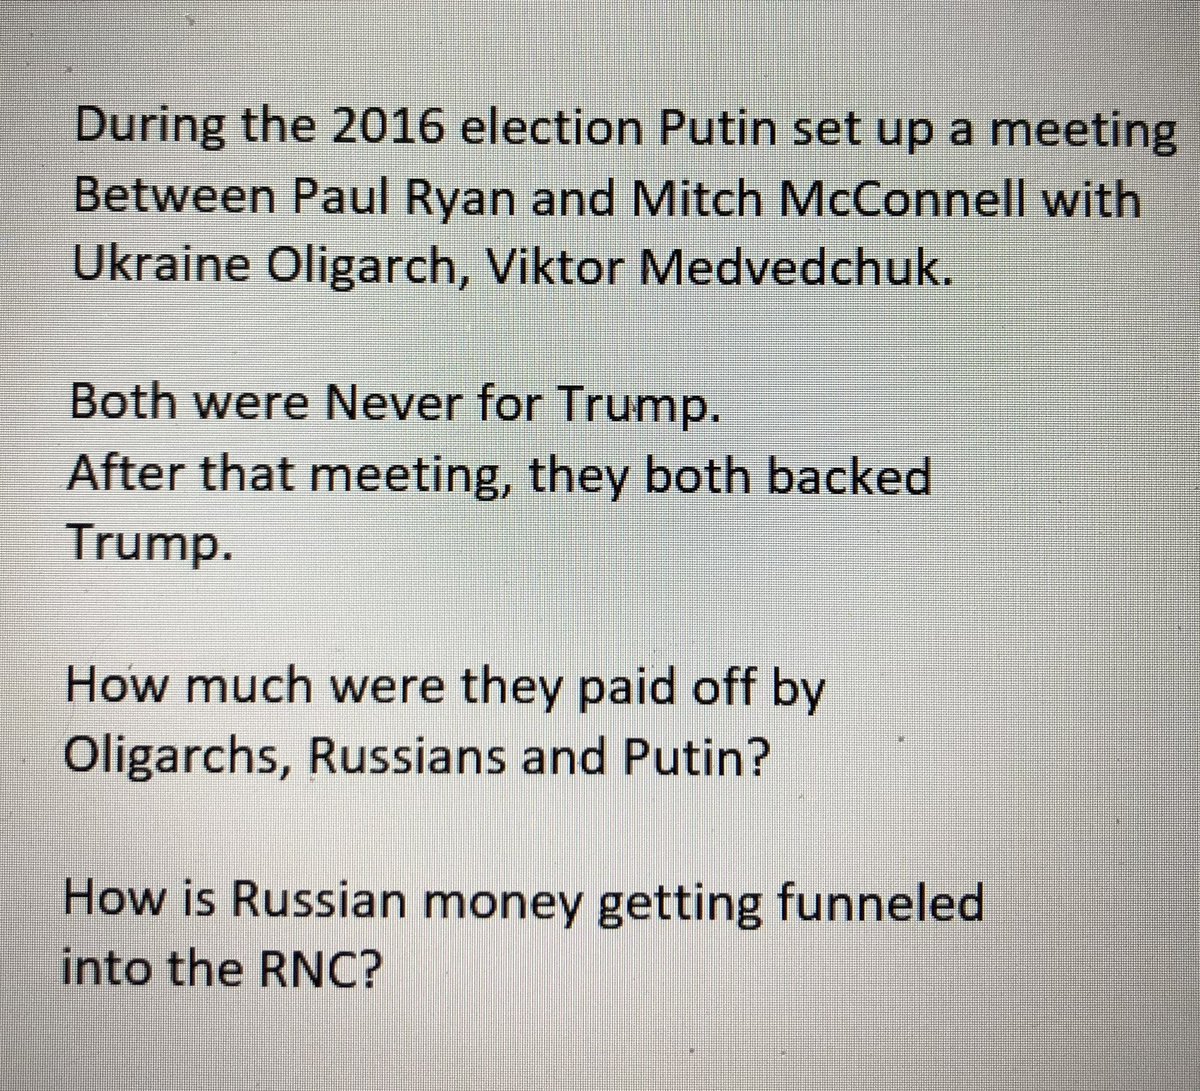 During the 2016 election Putin set up a meeting
Between Paul Ryan and Mitch McConnell with
Ukraine Oligarch, Viktor Medvedchuk.
Both were Never for Trump.
After that meeting, they both backed
Trump.
How much were they paid off by
Oligarchs, Russians and Putin?
How is Russian money getting funneled
into the RNC?